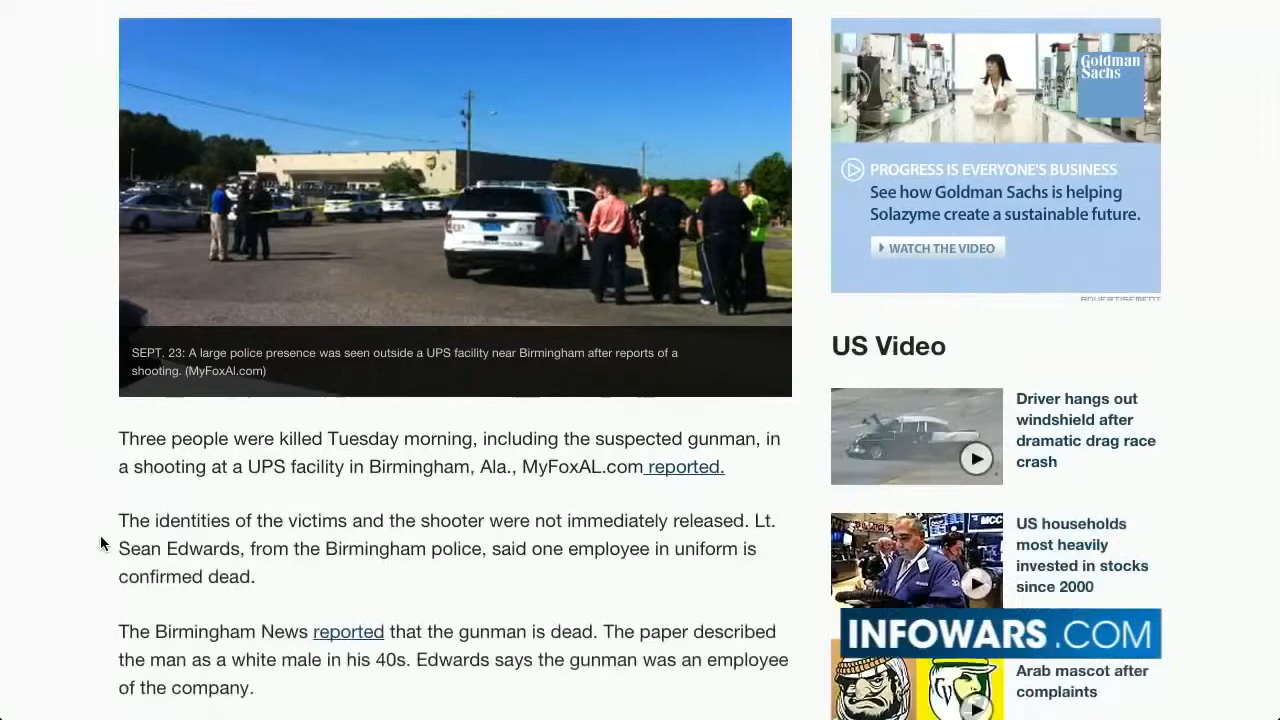 SEPT. 23: A large police presence was seen outside a UPS facility near Birmingham after reports of a
shooting. (MyFoxAl.com)
Three people were killed Tuesday morning, including the suspected gunman, in
a shooting at a UPS facility in Birmingham, Ala., MyFoxAL.com reported.
The identities of the victims and the shooter were not immediately released. Lt.
Sean Edwards, from the Birmingham police, said one employee in uniform is
confirmed dead.
The Birmingham News reported that the gunman is dead. The paper described
the man as a white male in his 40s. Edwards says the gunman was an employee
of the company.
Goldman
Sachs
PROGRESS IS EVERYONE'S BUSINESS
See how Goldman Sachs is helping
Solazyme create a sustainable future.
WATCH THE VIDEO
ADVERTISEMENT
US Video
Driver hangs out
windshield after
dramatic drag race
crash
MCC
US households
most heavily
invested in stocks
since 2000
INFOWARS.COM
Arab mascot after
complaints